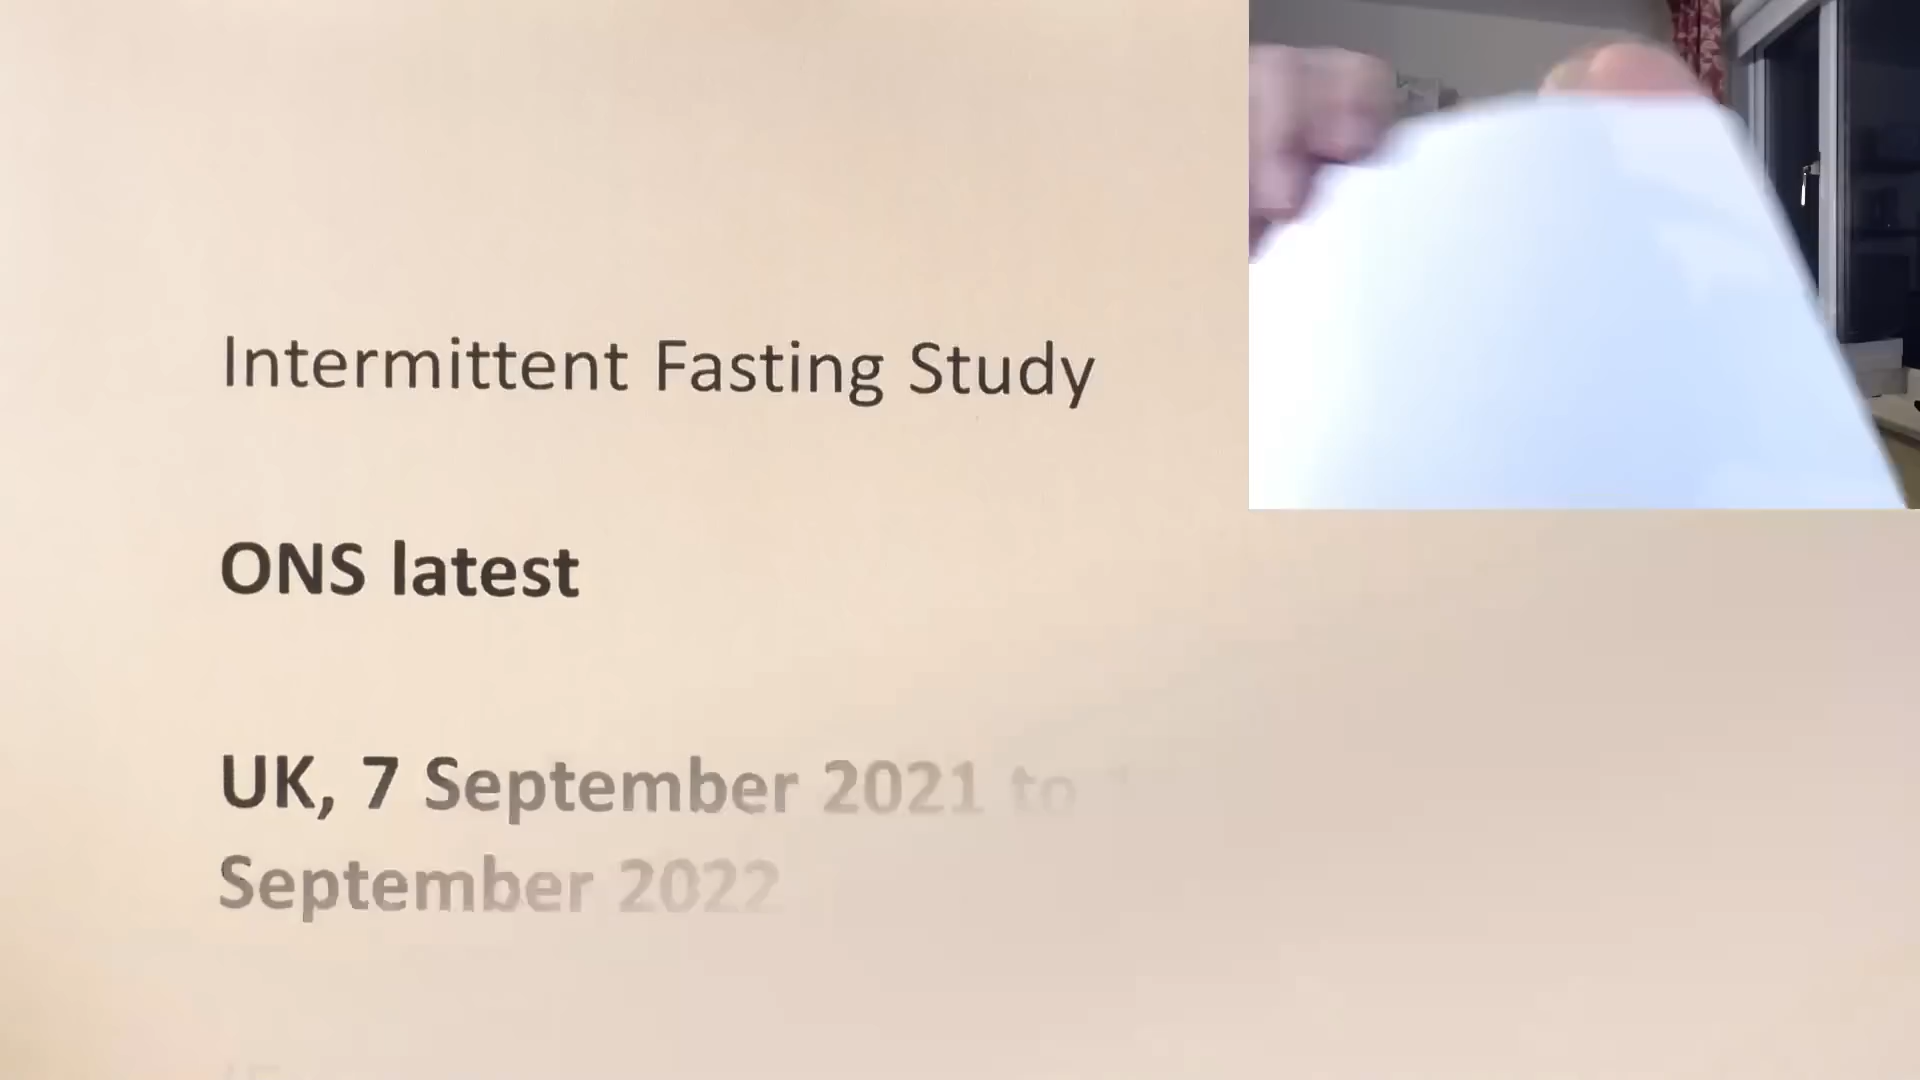 Intermittent Fasting Study
ONS latest
UK, 7 September 2021 to
September 2022